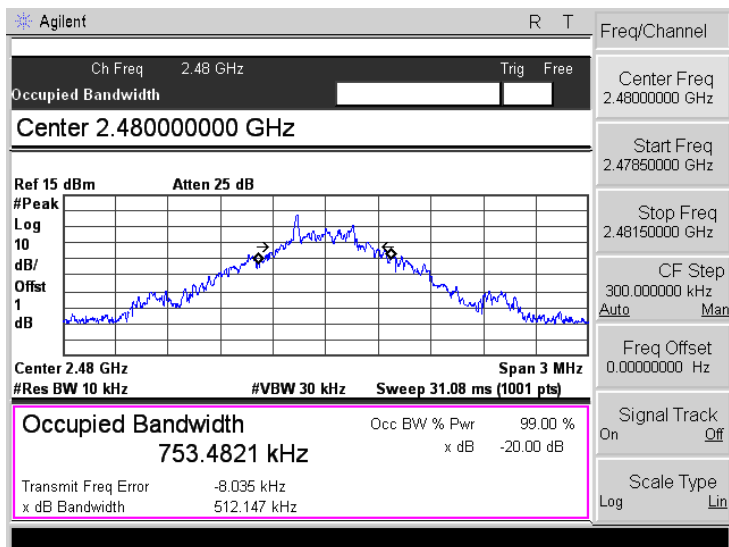 Agilent
R T
Ch Freq 2.48 GHz Trig Free
Occupied Bandwidth
Center 2.480000000 GHz
Ref 15 dBm Atten 25 dB
#Peak
Log
10
dB/
Offst
1
dB
Center 2.48 GHz Span 3 MHz
#Res BW 10 kHz #VBW 30 kHz Sweep 31.08 ms (1001 pts)
Occupied Bandwidth
753.4821 kHz
Occ BW % Pwr 99.00 %
x dB -20.00 dB
Transmit Freq Error -8.035 kHz
x dB Bandwidth 512.147 kHz
Freq/Channel
Center Freq
2.48000000 GHz
Start Freq
2.47850000 GHz
Stop Freq
2.48150000 GHz
CF Step
300.000000 kHz
Auto Man
Freq Offset
0.00000000 Hz
Signal Track
On Off
Scale Type
Log Lin